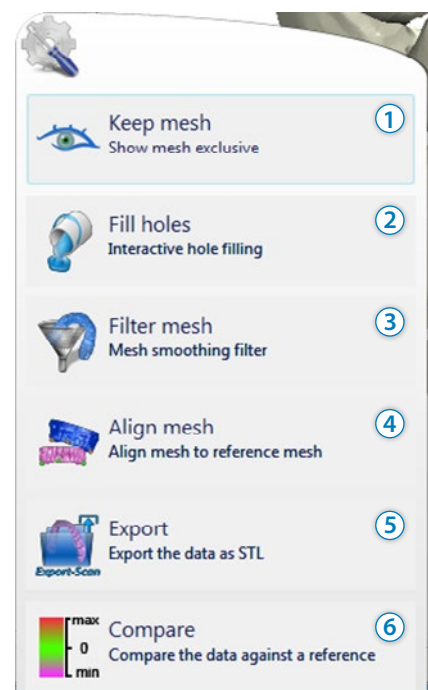 Keep mesh
1
Show mesh exclusive
Fill holes
2
Interactive hole filling
Filter mesh
3
Mesh smoothing filter
Align mesh
4
Align mesh to reference mesh
Export
5
Export the data as STL
Export-Scan
max
0
min
Compare
6
Compare the data against a reference